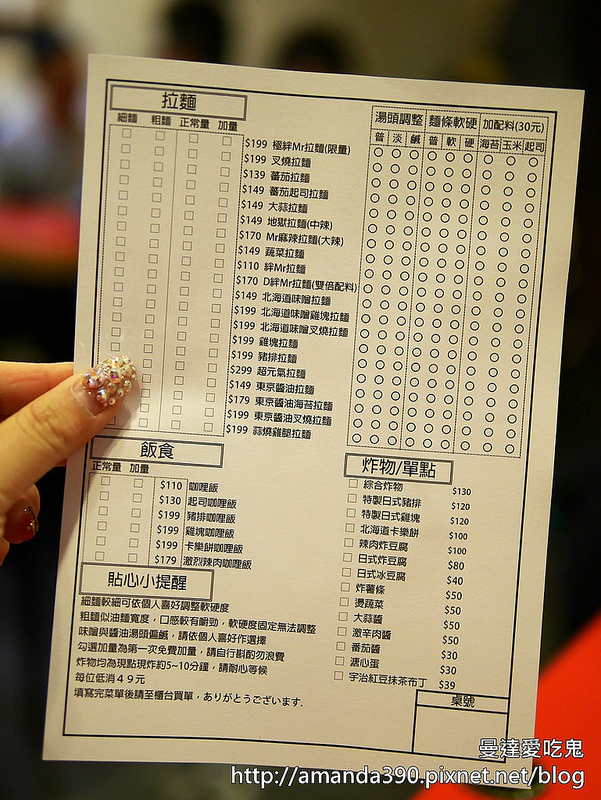 拉麵
細麵 粗麵 正常量 加量
湯頭調整 麵條軟硬 加配料(30元)
普 淡 鹹 普 軟 硬 海苔 玉米 起司
$199 極絆Mr拉麵(限量)
$199 叉燒拉麵
$139 蕃茄拉麵
$149 蕃茄起司拉麵
$149 大蒜拉麵
$149 地獄拉麵(中辣)
$170 Mr麻辣拉麵(大辣)
$149 蔬菜拉麵
$110 絆Mr拉麵
$170 D絆Mr拉麵(雙倍配料)
$149 北海道味噌拉麵
$199 北海道味噌雞塊拉麵
$199 北海道味噌叉燒拉麵
$199 雞塊拉麵
$199 豬排拉麵
$299 超元氣拉麵
$149 東京醬油拉麵
$179 東京醬油海苔拉麵
$199 東京醬油叉燒拉麵
$199 蒜燒雞腿拉麵
飯食
正常量 加量
$110 咖哩飯
$130 起司咖哩飯
$199 豬排咖哩飯
$199 雞塊咖哩飯
$199 卡樂餅咖哩飯
$179 激烈辣肉咖哩飯
炸物/單點
綜合炸物 $130
特製日式豬排 $120
特製日式雞塊 $120
北海道卡樂餅 $100
辣肉炸豆腐 $100
日式炸豆腐 $80
日式冰豆腐 $40
炸薯條 $50
燙蔬菜 $50
大蒜醬 $50
激辛肉醬 $50
蕃茄醬 $30
溏心蛋 $30
宇治紅豆抹茶布丁 $39
貼心小提醒
細麵較細可依個人喜好調整軟硬度
粗麵似油麵寬度，口感較有嚼勁，軟硬度固定無法調整
味噌與醬油湯頭偏鹹，請依個人喜好作選擇
勾選加量為第一次免費加量，請自行斟酌勿浪費
炸物均為現點現炸約5~10分鐘，請耐心等候
每位低消４９元
填寫完菜單後請至櫃台買單，ありがとうございます.
桌號
曼達愛吃鬼
http://amanda390.pixnet.net/blog